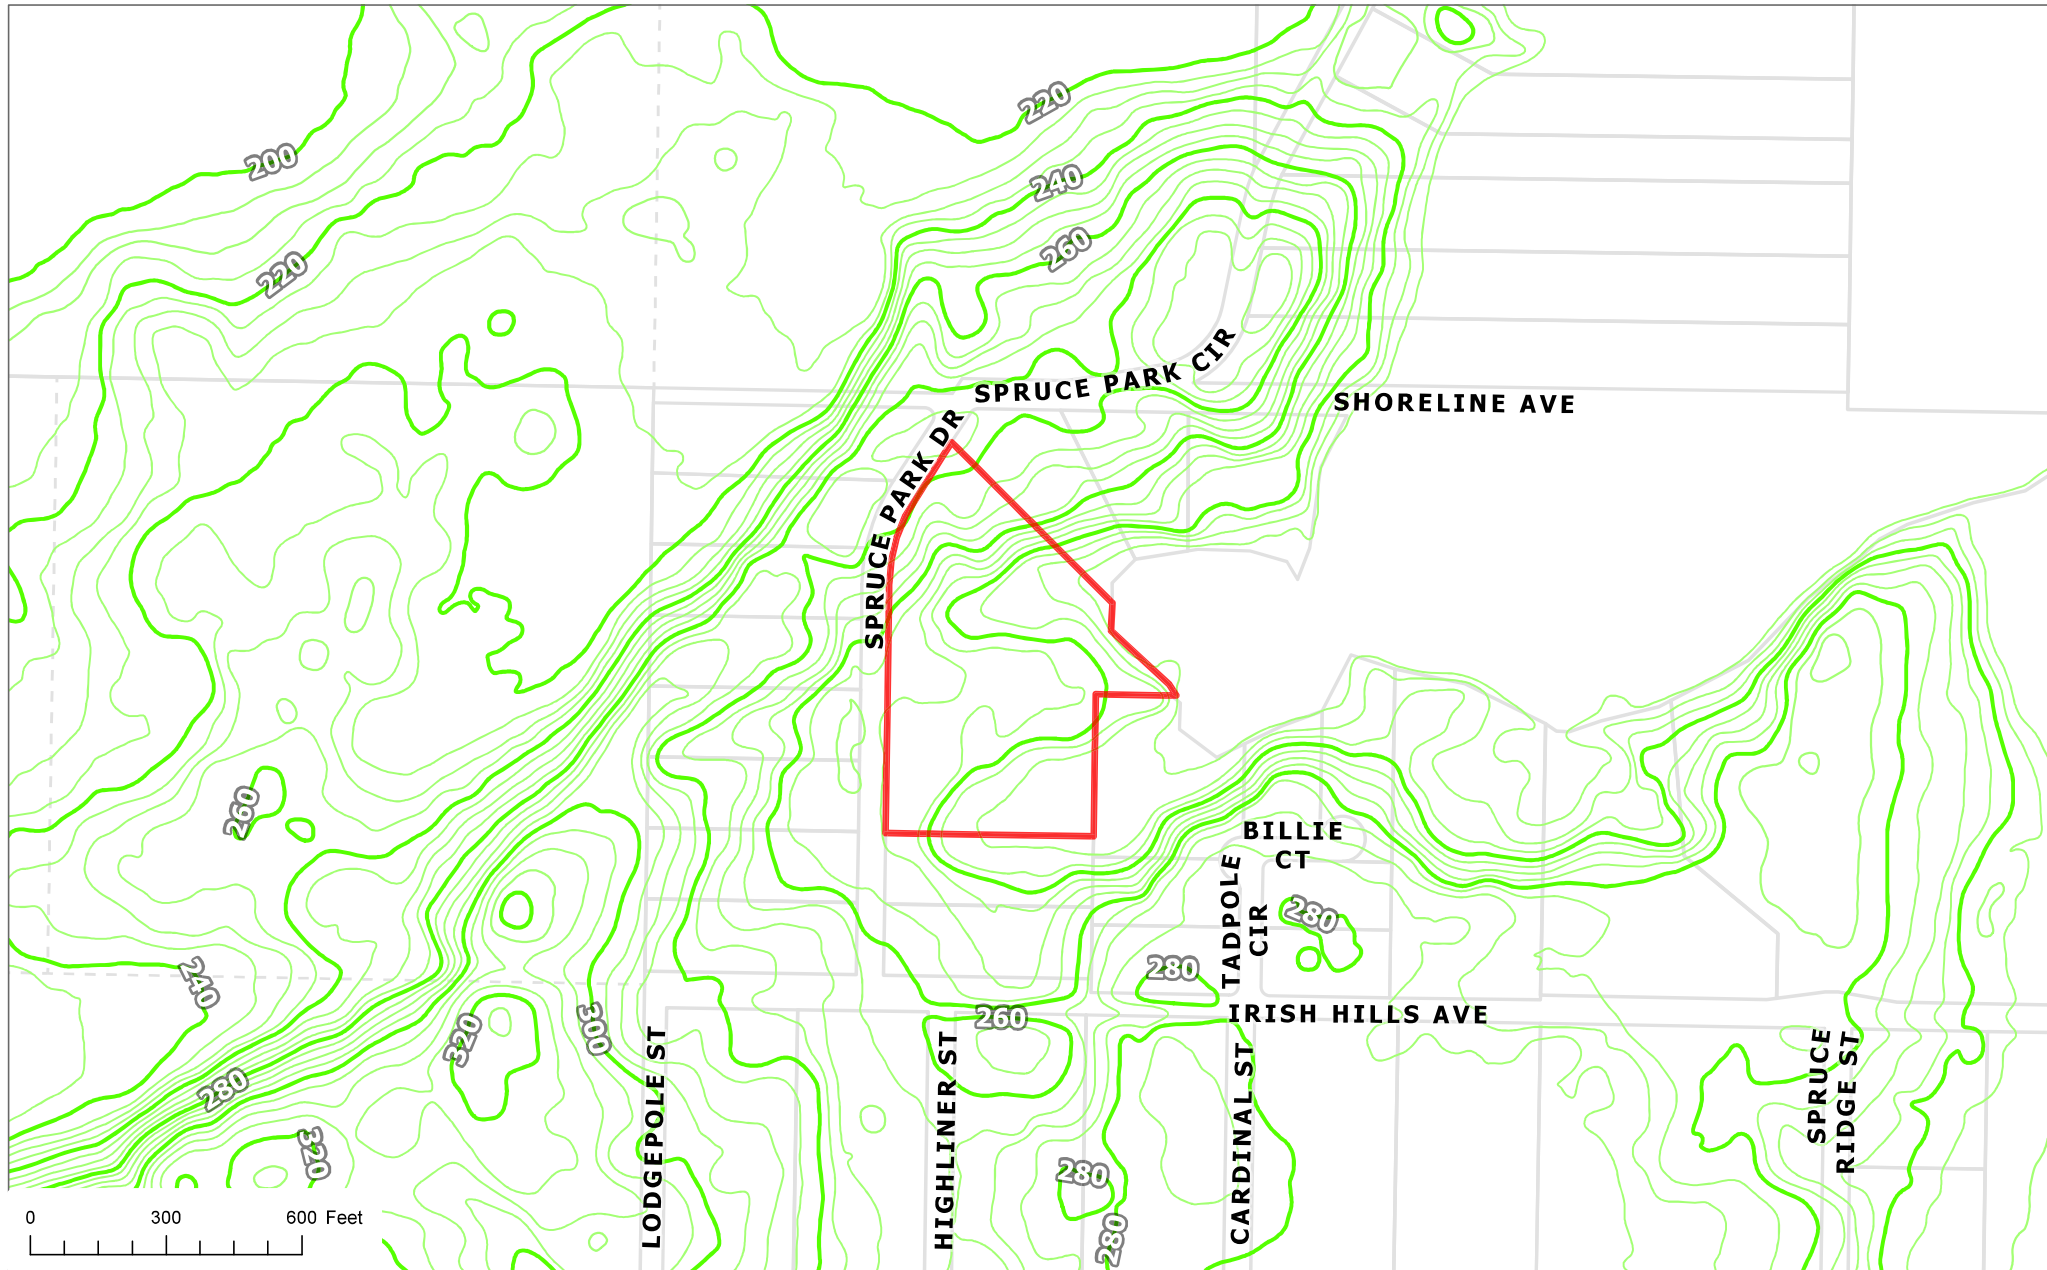 220
200
240
260
220
SPRUCE PARK CIR
SHORELINE AVE
SPRUCE PARK DR
260
BILLIE
CT
TADPOLE
CIR
280
280
240
IRISH HILLS AVE
260
300
320
280
LODGEPOLE ST
HIGHLINER ST
CARDINAL ST
SPRUCE
RIDGE ST
320
280
280
0 300 600 Feet